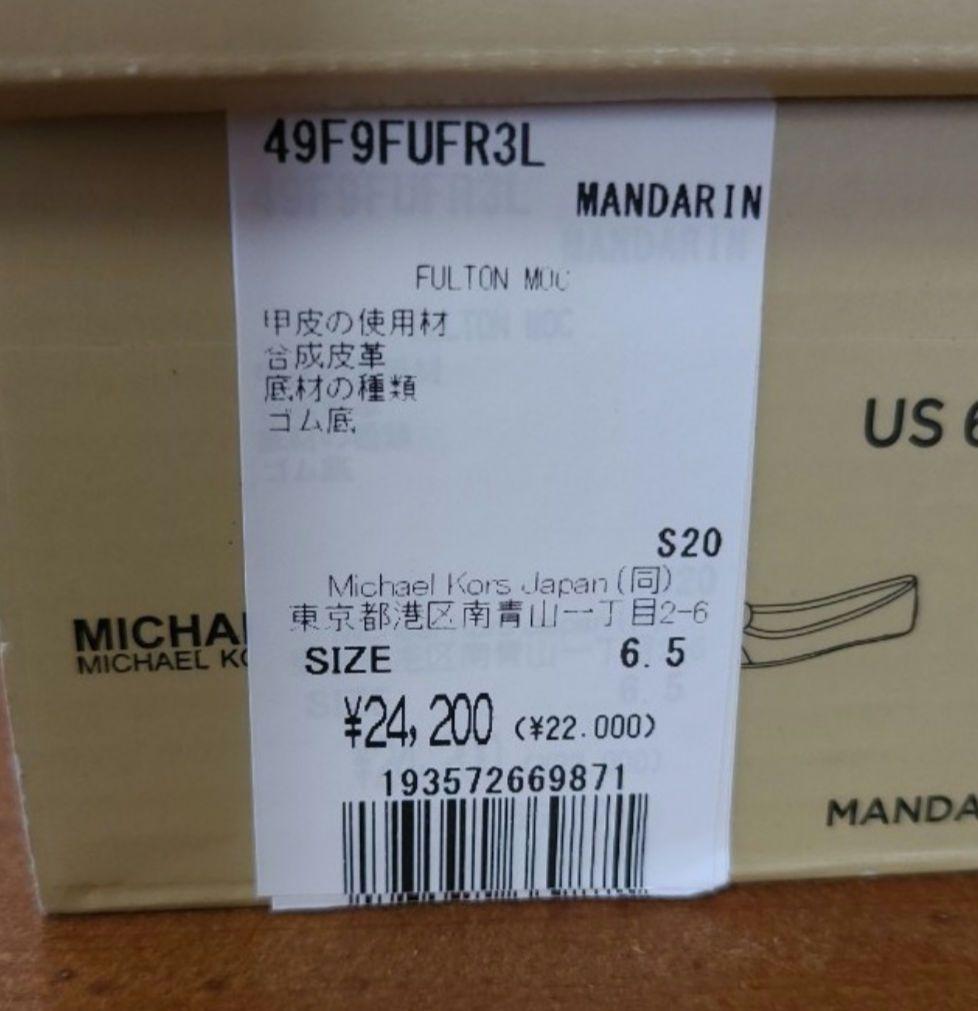 49F9FUFR3L
MANDARIN
FULTON MOC
甲皮の使用材
合成皮革
底材の種類
ゴム底
US 6
S20
Michael Kors Japan(同)
東京都港区南青山一丁目2-6
MICHA
MICHAEL KO
SIZE 6.5
¥24,200 (¥22.000)
193572669871
MANDA